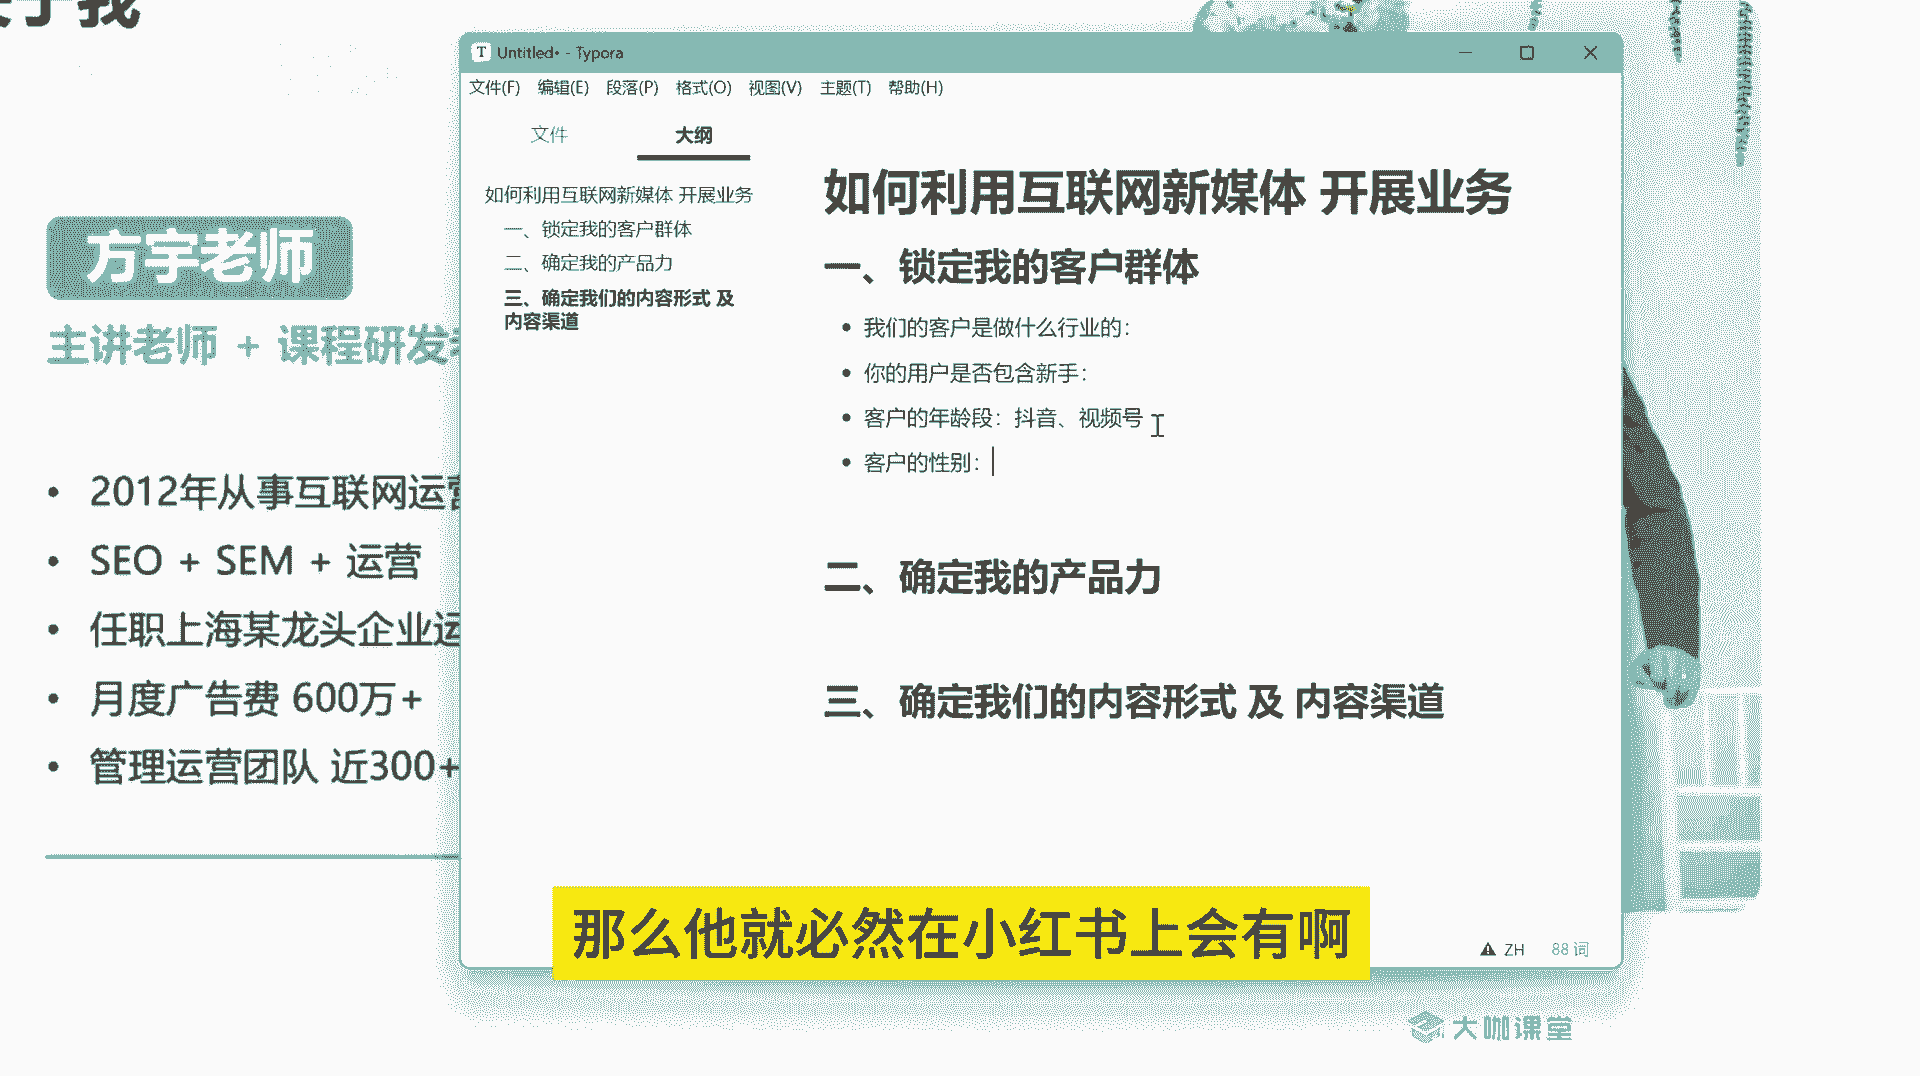 于我
方宇老师
主讲老师 + 课程研发
2012年从事互联网运营
SEO + SEM + 运营
任职上海某龙头企业运
月度广告费 600万+
管理运营团队 近300+
Untitled• - Typora
文件(F) 编辑(E) 段落(P) 格式(O) 视图(V) 主题(T) 帮助(H)
文件 大纲
如何利用互联网新媒体 开展业务
一、锁定我的客户群体
二、确定我的产品力
三、确定我们的内容形式 及
内容渠道
如何利用互联网新媒体 开展业务
一、锁定我的客户群体
我们的客户是做什么行业的:
你的用户是否包含新手:
客户的年龄段: 抖音、视频号
客户的性别:
二、确定我的产品力
三、确定我们的内容形式 及 内容渠道
那么他就必然在小红书上会有啊
ZH 88 词
大咖课堂